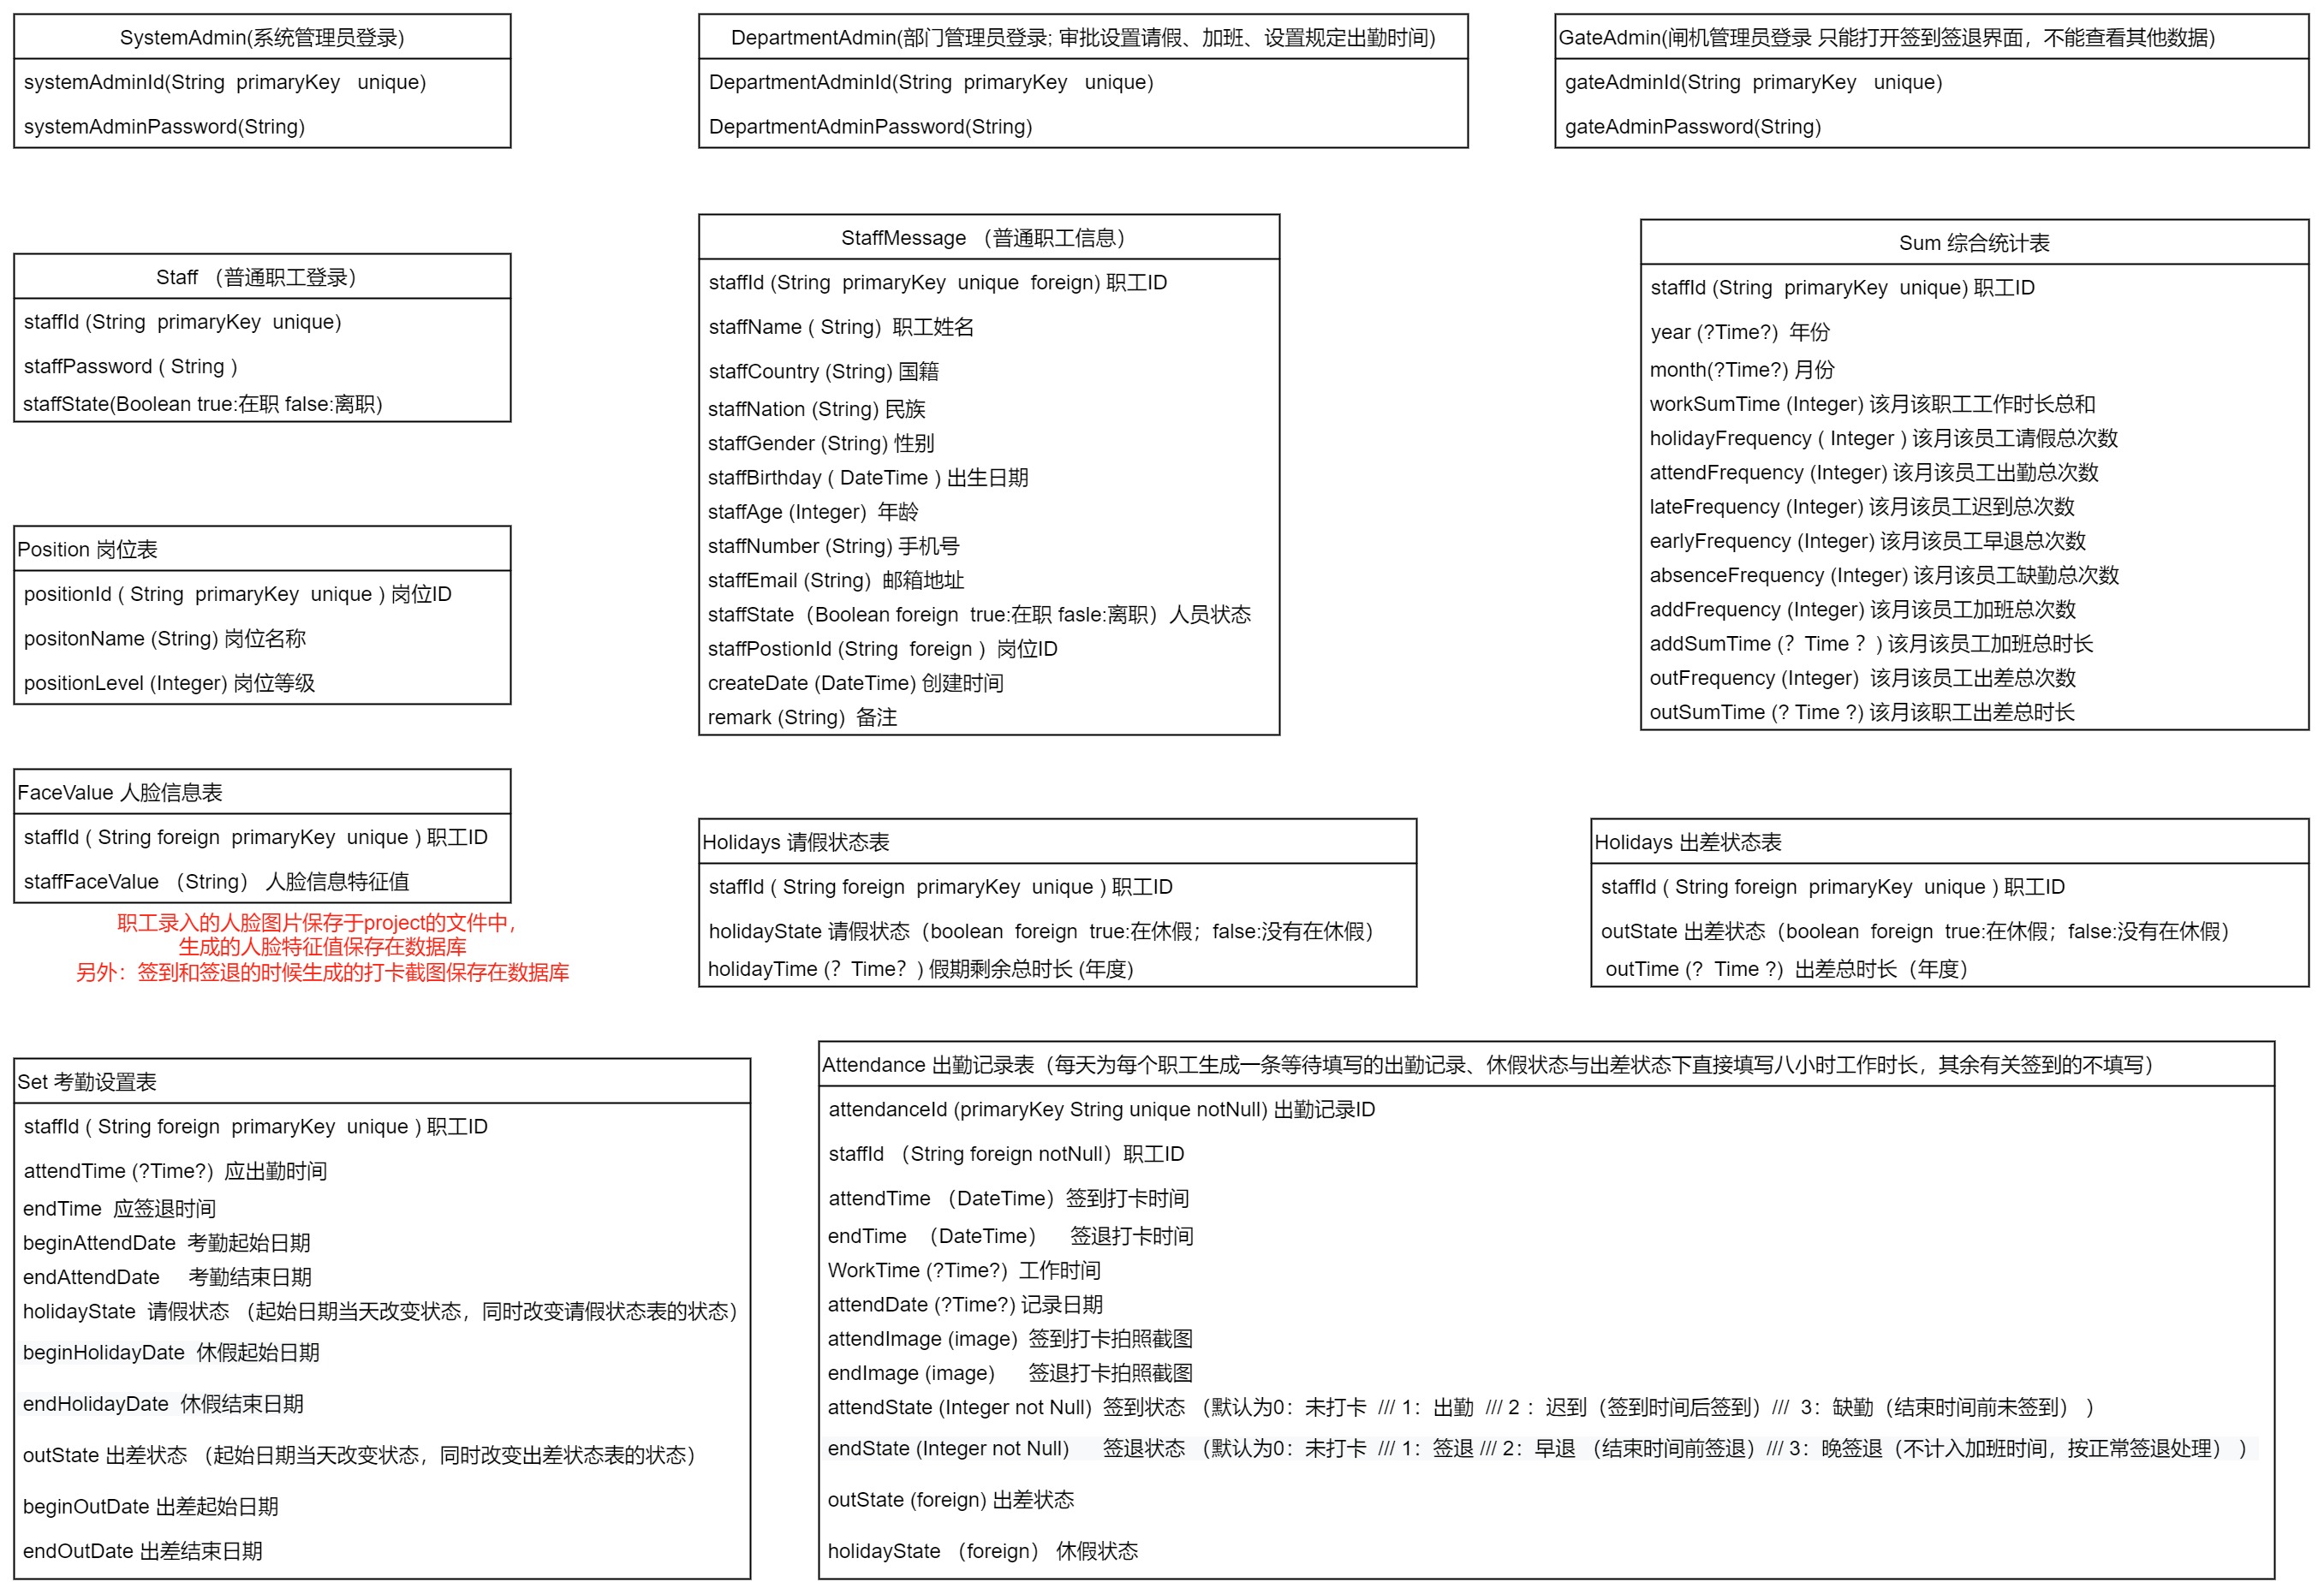 SystemAdmin(系统管理员登录)
systemAdminId(String primaryKey unique)
systemAdminPassword(String)
DepartmentAdmin(部门管理员登录; 审批设置请假、加班、设置规定出勤时间)
DepartmentAdminId(String primaryKey unique)
DepartmentAdminPassword(String)
GateAdmin(闸机管理员登录 只能打开签到签退界面，不能查看其他数据)
gateAdminId(String primaryKey unique)
gateAdminPassword(String)
Staff （普通职工登录）
staffId (String primaryKey unique)
staffPassword ( String )
staffState(Boolean true:在职 false:离职)
StaffMessage （普通职工信息）
staffId (String primaryKey unique foreign) 职工ID
staffName ( String) 职工姓名
staffCountry (String) 国籍
staffNation (String) 民族
staffGender (String) 性别
staffBirthday ( DateTime ) 出生日期
staffAge (Integer) 年龄
staffNumber (String) 手机号
staffEmail (String) 邮箱地址
staffState（Boolean foreign true:在职 fasle:离职）人员状态
staffPostionId (String foreign ) 岗位ID
createDate (DateTime) 创建时间
remark (String) 备注
Sum 综合统计表
staffId (String primaryKey unique) 职工ID
year (?Time?) 年份
month(?Time?) 月份
workSumTime (Integer) 该月该职工工作时长总和
holidayFrequency ( Integer ) 该月该员工请假总次数
attendFrequency (Integer) 该月该员工出勤总次数
lateFrequency (Integer) 该月该员工迟到总次数
earlyFrequency (Integer) 该月该员工早退总次数
absenceFrequency (Integer) 该月该员工缺勤总次数
addFrequency (Integer) 该月该员工加班总次数
addSumTime (？Time ？) 该月该员工加班总时长
outFrequency (Integer) 该月该员工出差总次数
outSumTime (? Time ?) 该月该职工出差总时长
Position 岗位表
positionId ( String primaryKey unique ) 岗位ID
positonName (String) 岗位名称
positionLevel (Integer) 岗位等级
FaceValue 人脸信息表
staffId ( String foreign primaryKey unique ) 职工ID
staffFaceValue （String） 人脸信息特征值
职工录入的人脸图片保存于project的文件中，
生成的人脸特征值保存在数据库
另外：签到和签退的时候生成的打卡截图保存在数据库
Holidays 请假状态表
staffId ( String foreign primaryKey unique ) 职工ID
holidayState 请假状态（boolean foreign true:在休假；false:没有在休假）
holidayTime (？Time？) 假期剩余总时长 (年度)
Holidays 出差状态表
staffId ( String foreign primaryKey unique ) 职工ID
outState 出差状态（boolean foreign true:在休假；false:没有在休假）
outTime (？Time ?) 出差总时长（年度）
Set 考勤设置表
staffId ( String foreign primaryKey unique ) 职工ID
attendTime (?Time?) 应出勤时间
endTime 应签退时间
beginAttendDate 考勤起始日期
endAttendDate 考勤结束日期
holidayState 请假状态 （起始日期当天改变状态，同时改变请假状态表的状态）
beginHolidayDate 休假起始日期
endHolidayDate 休假结束日期
outState 出差状态 （起始日期当天改变状态，同时改变出差状态表的状态）
beginOutDate 出差起始日期
endOutDate 出差结束日期
Attendance 出勤记录表（每天为每个职工生成一条等待填写的出勤记录、休假状态与出差状态下直接填写八小时工作时长，其余有关签到的不填写）
attendanceId (primaryKey String unique notNull) 出勤记录ID
staffId （String foreign notNull）职工ID
attendTime （DateTime）签到打卡时间
endTime （DateTime） 签退打卡时间
WorkTime (?Time?) 工作时间
attendDate (?Time?) 记录日期
attendImage (image) 签到打卡拍照截图
endImage (image) 签退打卡拍照截图
attendState (Integer not Null) 签到状态 （默认为0：未打卡 /// 1：出勤 /// 2 ：迟到（签到时间后签到）/// 3：缺勤（结束时间前未签到） ）
endState (Integer not Null) 签退状态 （默认为0：未打卡 /// 1：签退 /// 2：早退 （结束时间前签退）/// 3：晚签退（不计入加班时间，按正常签退处理） ）
outState (foreign) 出差状态
holidayState （foreign） 休假状态